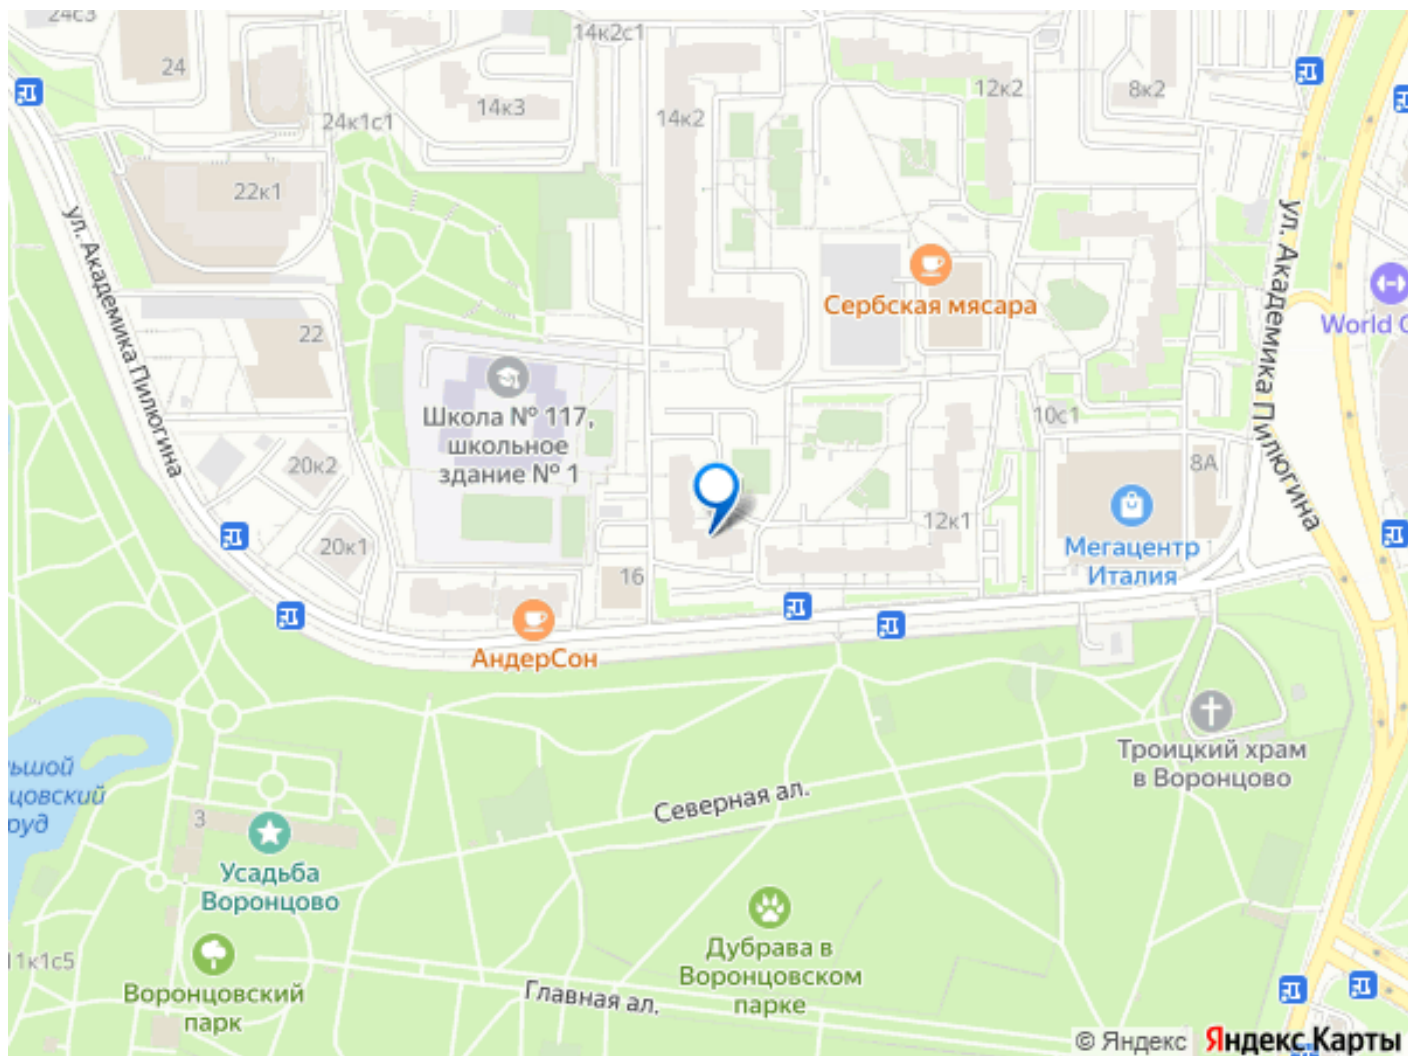 24с3
14к2с1
24
14к3
14к2
12к2
8к2
24к1с1
22к1
ул. Академика Пилюгина
ул. Академика Пилюгина
Сербская мясара
World
22
Школа № 117,
школьное
здание № 1
10с1
8А
20к2
20к1
12к1
Мегацентр
Италия
16
АндерСон
Троицкий храм
в Воронцово
Северная ал.
3
Усадьба
Воронцово
Дубрава в
Воронцовском
парке
11к1с5
Воронцовский
парк
Главная ал.
© Яндекс Яндекс Карты